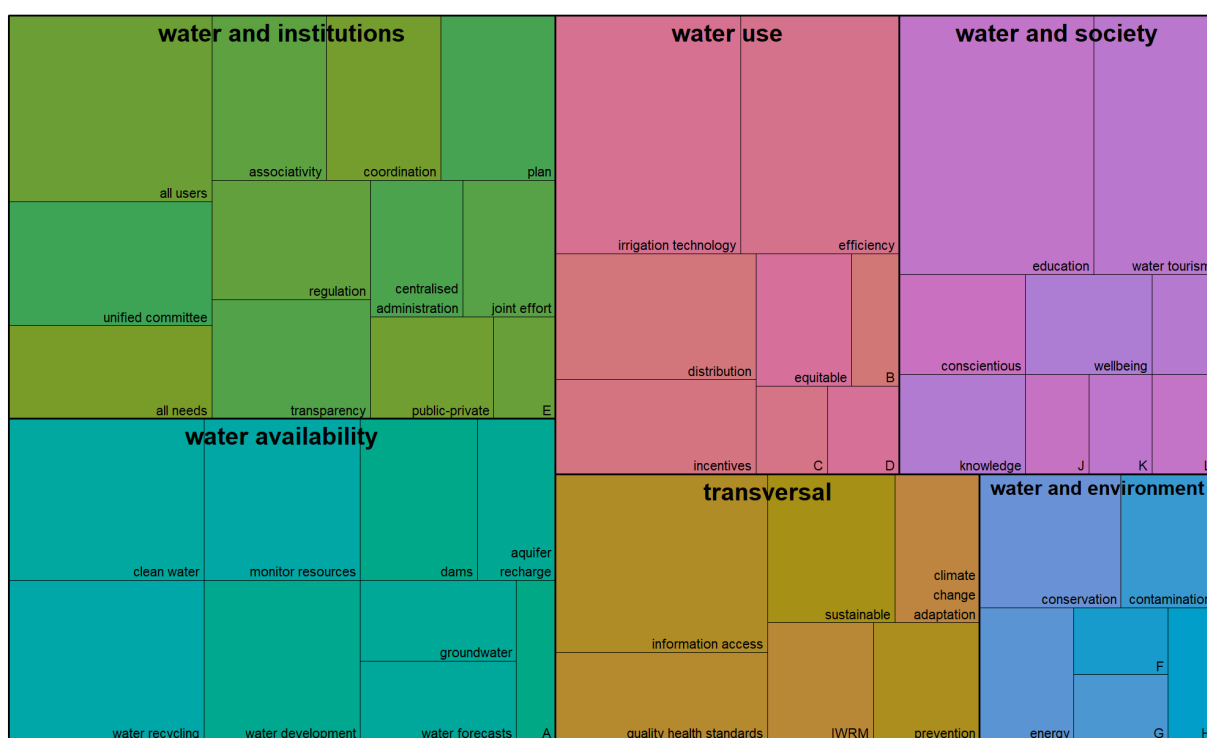 water and institutions
associativity
coordination
plan
all users
regulation
centralised
administration
joint effort
unified committee
all needs
transparency
public-private
E
water use
irrigation technology
efficiency
distribution
equitable
B
incentives
C
D
water and society
education
water tourism
conscientious
wellbeing
knowledge
J
K
L
water availability
clean water
monitor resources
dams
aquifer
recharge
groundwater
water recycling
water development
water forecasts
A
transversal
information access
sustainable
climate
change
adaptation
quality health standards
IWRM
prevention
water and environment
conservation
contamination
energy
F
G
H